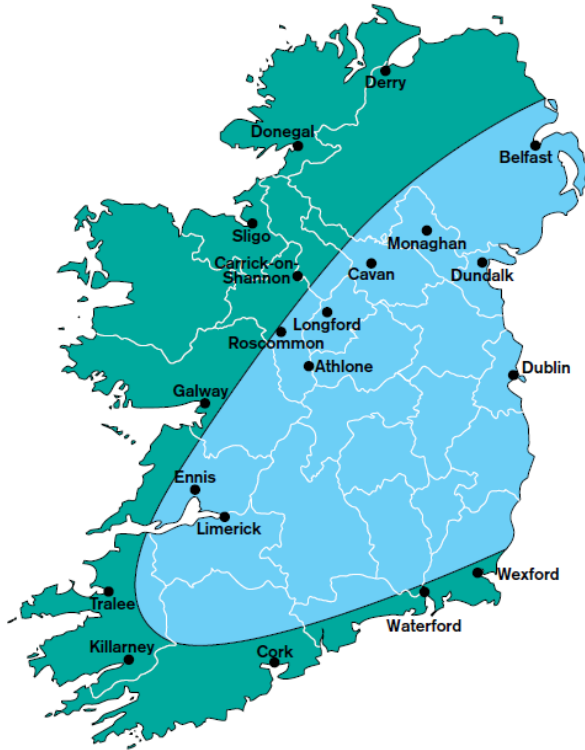 Derry
Donegal
Belfast
Sligo
Monaghan
Carrick-on-
Shannon
Cavan
Dundalk
Longford
Roscommon
Athlone
Dublin
Galway
Ennis
Limerick
Wexford
Tralee
Waterford
Killarney
Cork